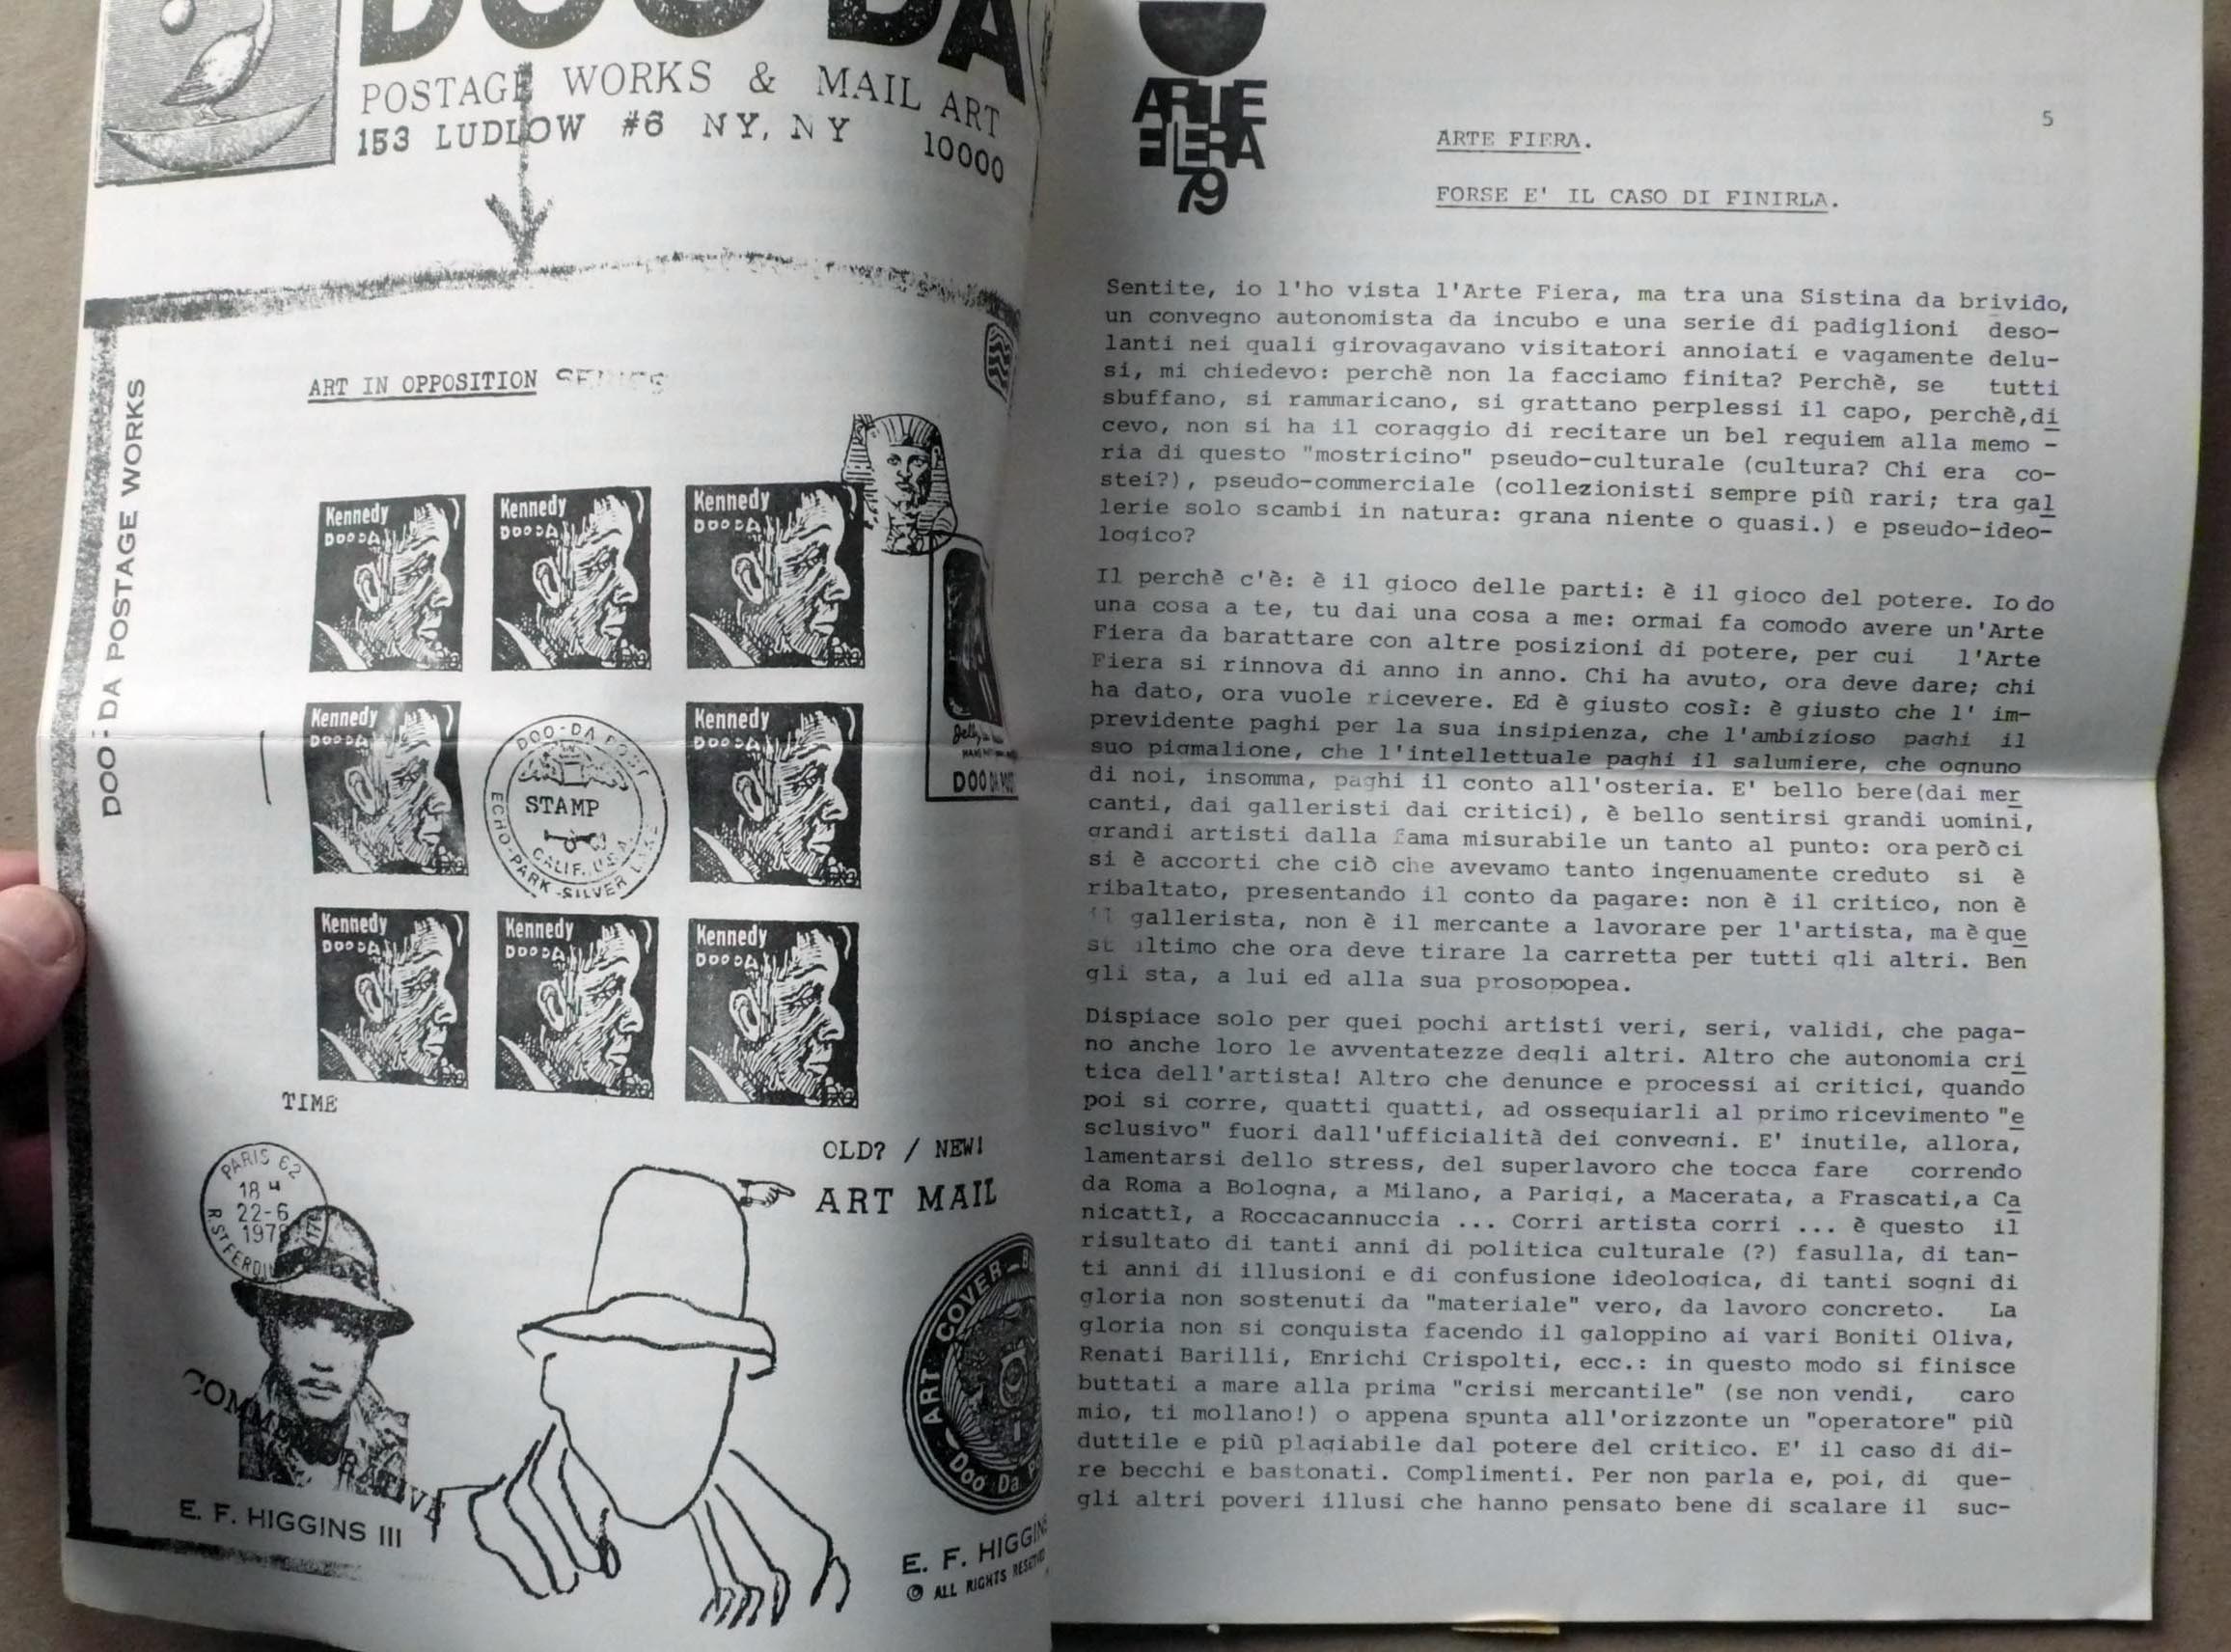 DOO DA
POSTAGE WORKS & MAIL ART
153 LUDLOW #6 NY, NY 10000
DOO-DA POSTAGE WORKS
ART IN OPPOSITION SERIES
Kennedy
DOODA
Kennedy
DOODA
Kennedy
DOODA
Kennedy
DOODA
DOO-DA POST
STAMP
CALIF., U.S.A.
ECHO-PARK-SILVER LAKE
Kennedy
DOODA
DOO DA POST
Kennedy
DOODA
Kennedy
DOODA
Kennedy
DOODA
TIME
OLD? / NEW!
ART MAIL
PARIS 62
18 H
22-6
1978
COMMEMORATIVE
E. F. HIGGINS III
ART COVER
Doo Da
E. F. HIGGINS
© ALL RIGHTS RESERVED
ARTE
FIERA
79
5
ARTE FIERA.
FORSE E' IL CASO DI FINIRLA.
Sentite, io l'ho vista l'Arte Fiera, ma tra una Sistina da brivido,
un convegno autonomista da incubo e una serie di padiglioni deso-
lanti nei quali girovagavano visitatori annoiati e vagamente delu-
si, mi chiedevo: perchè non la facciamo finita? Perchè, se tutti
sbuffano, si rammaricano, si grattano perplessi il capo, perchè,di
cevo, non si ha il coraggio di recitare un bel requiem alla memo -
ria di questo "mostricino" pseudo-culturale (cultura? Chi era co-
stei?), pseudo-commerciale (collezionisti sempre più rari; tra gal
lerie solo scambi in natura: grana niente o quasi.) e pseudo-ideo-
logico?
Il perchè c'è: è il gioco delle parti: è il gioco del potere. Io do
una cosa a te, tu dai una cosa a me: ormai fa comodo avere un'Arte
Fiera da barattare con altre posizioni di potere, per cui l'Arte
Fiera si rinnova di anno in anno. Chi ha avuto, ora deve dare; chi
ha dato, ora vuole ricevere. Ed è giusto così: è giusto che l' im-
previdente paghi per la sua insipienza, che l'ambizioso paghi il
suo pigmalione, che l'intellettuale paghi il salumiere, che ognuno
di noi, insomma, paghi il conto all'osteria. E' bello bere(dai mer
canti, dai galleristi dai critici), è bello sentirsi grandi uomini,
grandi artisti dalla fama misurabile un tanto al punto: ora però ci
si è accorti che ciò che avevamo tanto ingenuamente creduto si è
ribaltato, presentando il conto da pagare: non è il critico, non è
il gallerista, non è il mercante a lavorare per l'artista, ma è que
st ultimo che ora deve tirare la carretta per tutti gli altri. Ben
gli sta, a lui ed alla sua prosopopea.
Dispiace solo per quei pochi artisti veri, seri, validi, che paga-
no anche loro le avventatezze degli altri. Altro che autonomia cri
tica dell'artista! Altro che denunce e processi ai critici, quando
poi si corre, quatti quatti, ad ossequiarli al primo ricevimento "e
sclusivo" fuori dall'ufficialità dei convegni. E' inutile, allora,
lamentarsi dello stress, del superlavoro che tocca fare correndo
da Roma a Bologna, a Milano, a Parigi, a Macerata, a Frascati,a Ca
nicattì, a Roccacannuccia ... Corri artista corri ... è questo il
risultato di tanti anni di politica culturale (?) fasulla, di tan-
ti anni di illusioni e di confusione ideologica, di tanti sogni di
gloria non sostenuti da "materiale" vero, da lavoro concreto. La
gloria non si conquista facendo il galoppino ai vari Boniti Oliva,
Renati Barilli, Enrichi Crispolti, ecc.: in questo modo si finisce
buttati a mare alla prima "crisi mercantile" (se non vendi, caro
mio, ti mollano!) o appena spunta all'orizzonte un "operatore" più
duttile e più plagiabile dal potere del critico. E' il caso di di-
re becchi e bastonati. Complimenti. Per non parla e, poi, di que-
gli altri poveri illusi che hanno pensato bene di scalare il suc-